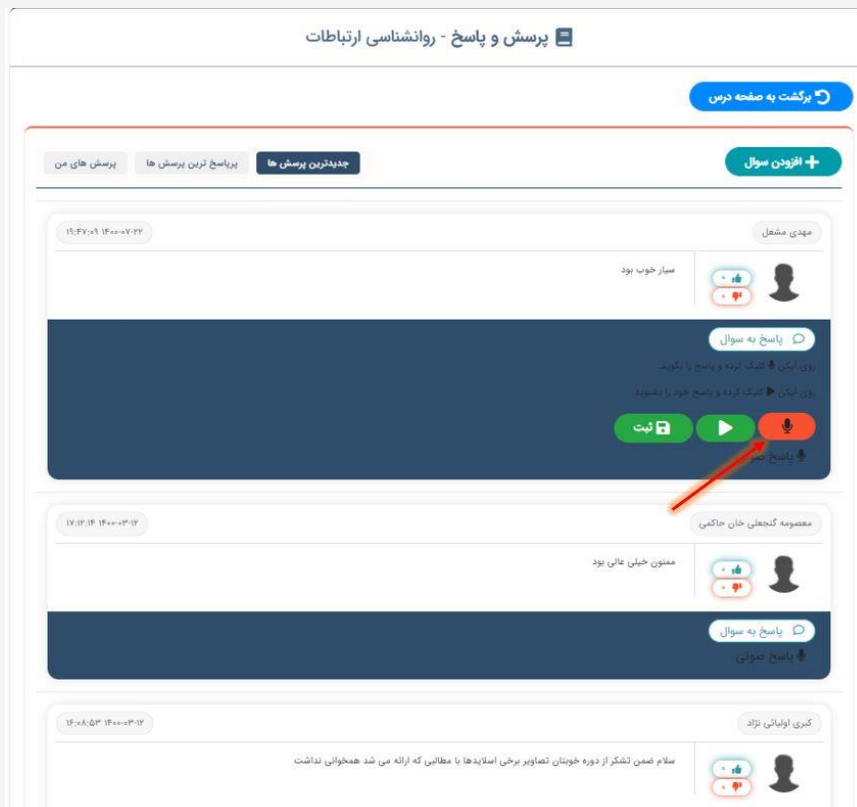 پرسش و پاسخ - روانشناسی ارتباطات
برگشت به صفحه درس
افزودن سوال
جدیدترین پرسش ها
پرپاسخ ترین پرسش ها
پرسش های من
مهدی مشعل
۱۴۰۰-۰۷-۲۲ ۱۹:۴۷:۰۹
سیار خوب بود
۰
۰
پاسخ به سوال
روی آیکن کلیک کرده و پاسخ را بگوید.
روی آیکن کلیک کرده و پاسخ خود را بشنوید.
ثبت
پاسخ صوتی
معصومه گنجعلی خان حاکمی
۱۴۰۰-۰۳-۱۲ ۱۷:۱۲:۱۴
ممنون خیلی عالی بود
۰
۰
پاسخ به سوال
پاسخ صوتی
کبری اولیائی نژاد
۱۴۰۰-۰۳-۱۲ ۱۶:۰۸:۵۳
سلام ضمن تشکر از دوره خوبتان تصاویر برخی اسلایدها با مطالبی که ارائه می شد همخوانی نداشت
۰
۰